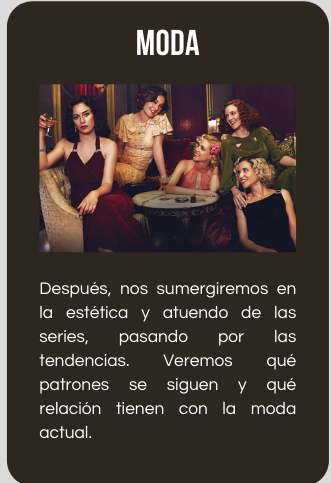 MODA
Después, nos sumergiremos en
la estética y atuendo de las
series, pasando por las
tendencias. Veremos qué
patrones se siguen y qué
relación tienen con la moda
actual.